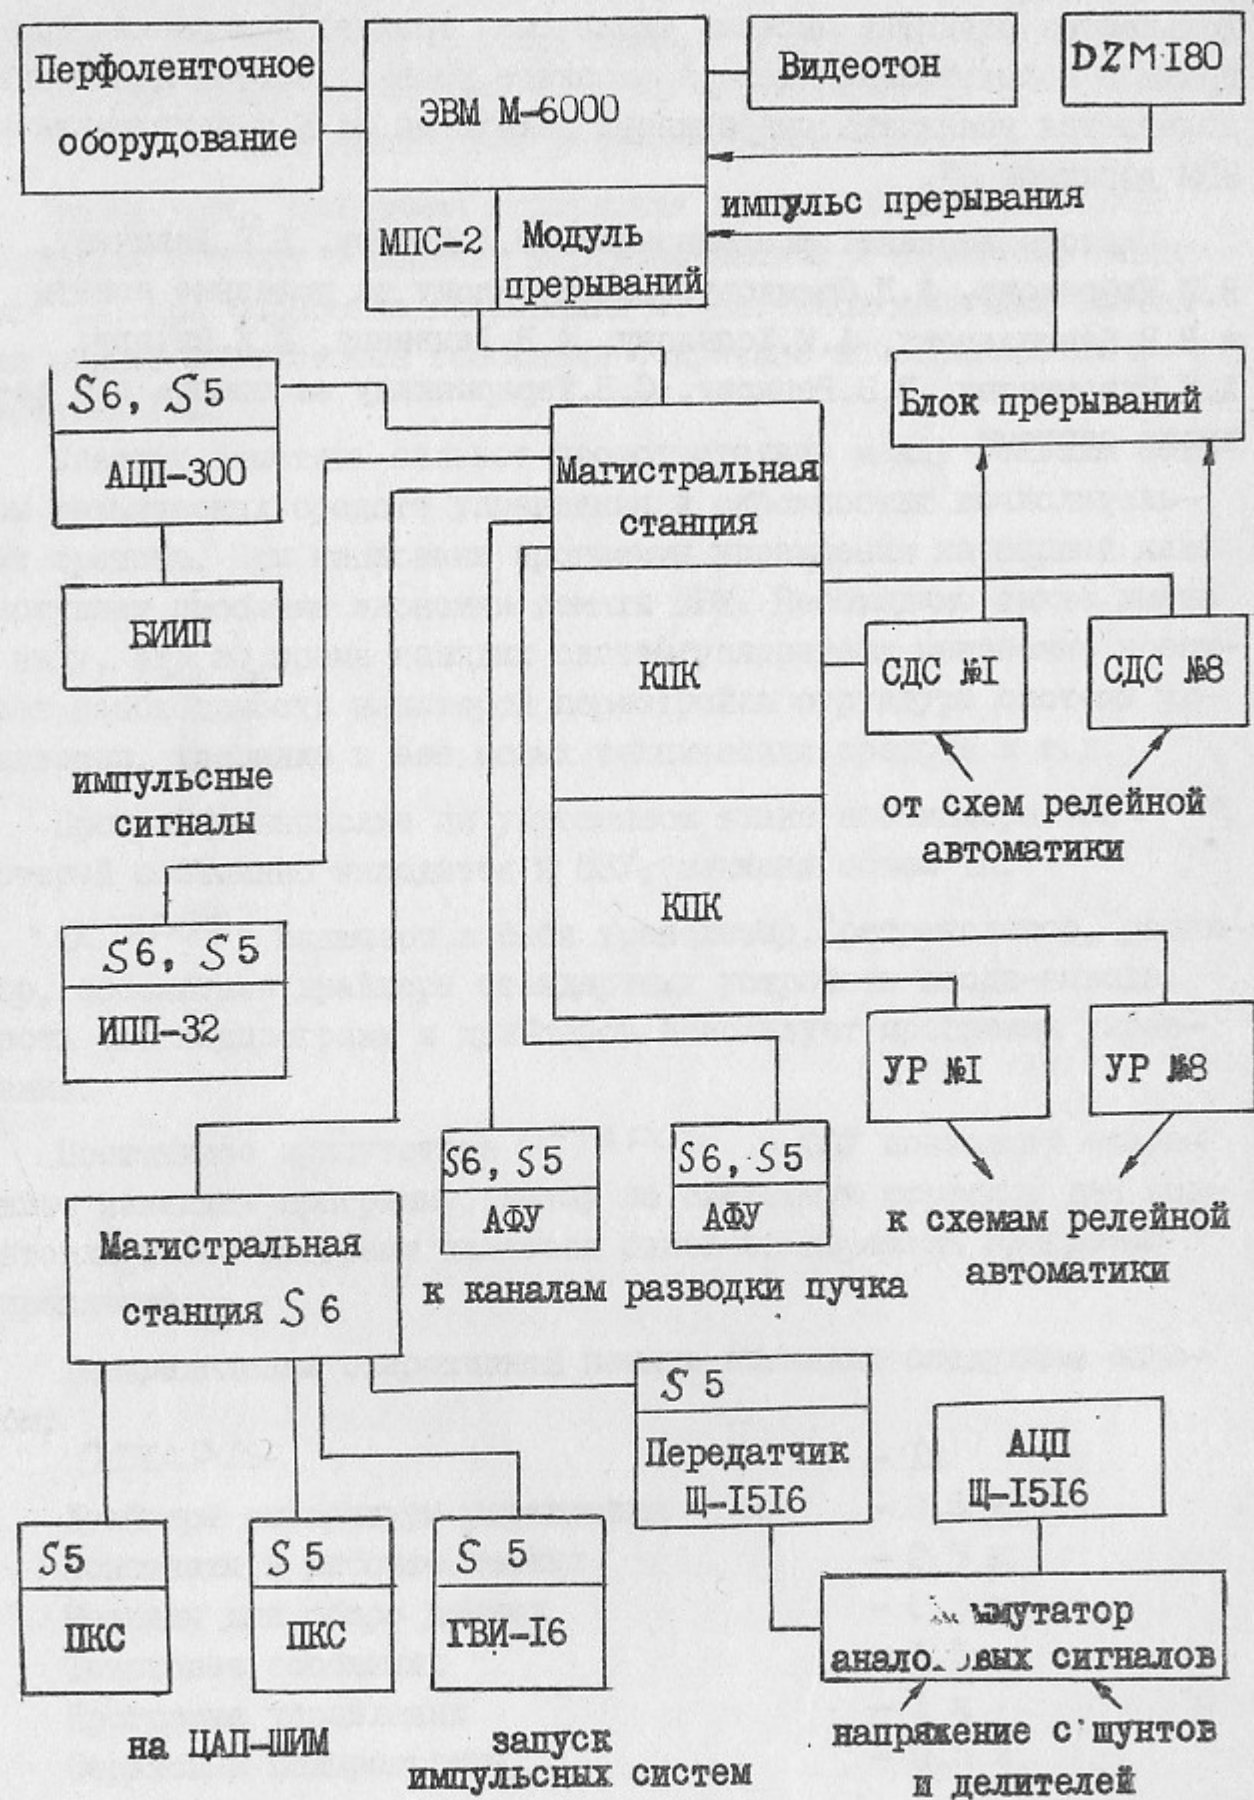 Перфоленточное
оборудование
ЭВМ М-6000
Видеотон
DZM-180
МПС-2
Модуль
прерываний
импульс прерывания
S6, S5
АЦП-300
БИИП
Магистральная
станция
КПК
КПК
Блок прерываний
СДС №1
СДС №8
от схем релейной
автоматики
импульсные
сигналы
S6, S5
ИПП-32
УР №1
УР №8
к схемам релейной
автоматики
S6, S5
АФУ
S6, S5
АФУ
к каналам разводки пучка
Магистральная
станция S6
S5
Передатчик
Щ-1516
АЦП
Щ-1516
S5
ПКС
S5
ПКС
S 5
ГВИ-16
аналоговых сигналов
на ЦАП-ШИМ
запуск
импульсных систем
напряжение с шунтов
и делителей